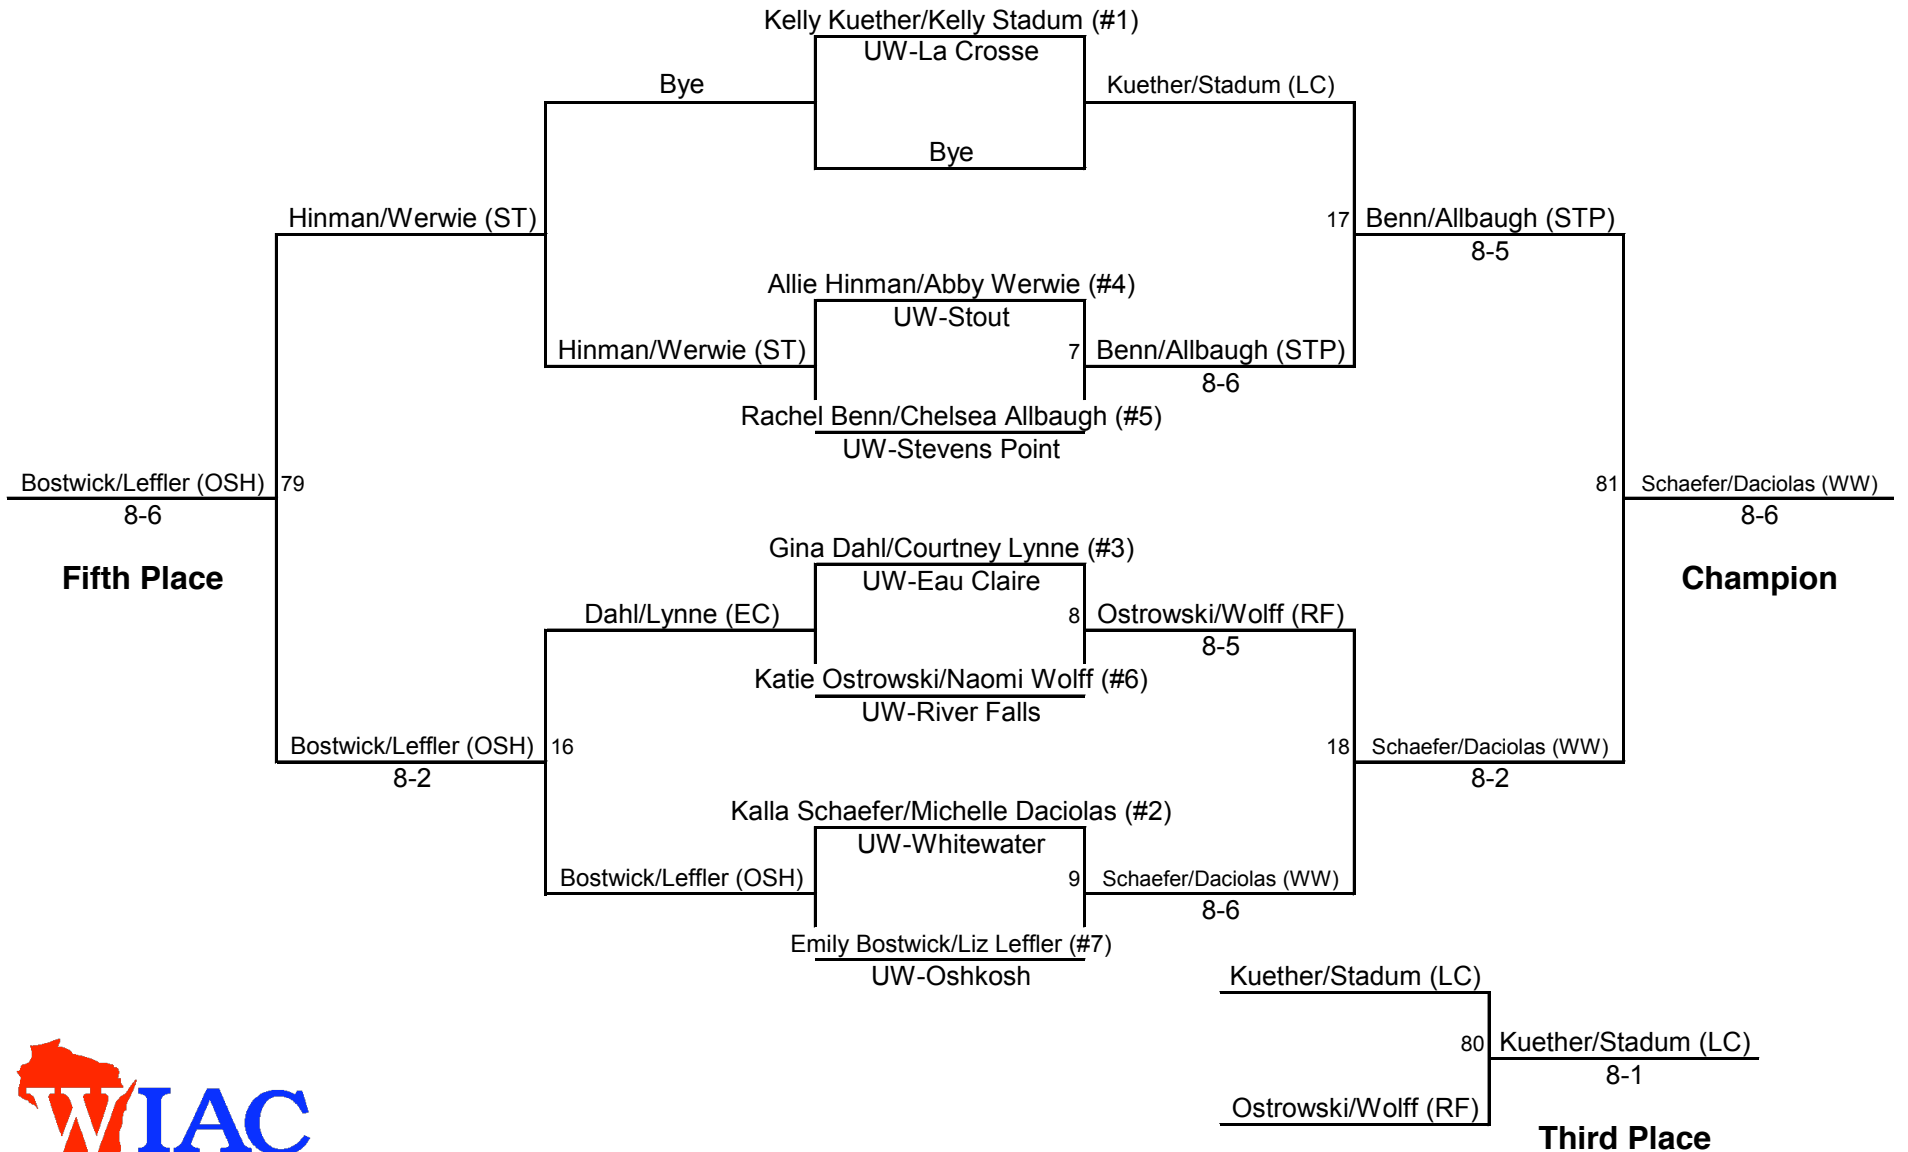 Kelly Kuether/Kelly Stadum (#1)
UW-La Crosse
Bye
Kuether/Stadum (LC)
Bye
Hinman/Werwie (ST)
17
Benn/Allbaugh (STP)
8-5
Allie Hinman/Abby Werwie (#4)
UW-Stout
Hinman/Werwie (ST)
7
Benn/Allbaugh (STP)
8-6
Rachel Benn/Chelsea Allbaugh (#5)
UW-Stevens Point
Bostwick/Leffler (OSH)
79
8-6
Fifth Place
81
Schaefer/Daciolas (WW)
8-6
Champion
Gina Dahl/Courtney Lynne (#3)
UW-Eau Claire
Dahl/Lynne (EC)
8
Ostrowski/Wolff (RF)
8-5
Katie Ostrowski/Naomi Wolff (#6)
UW-River Falls
Bostwick/Leffler (OSH)
16
8-2
18
Schaefer/Daciolas (WW)
8-2
Kalla Schaefer/Michelle Daciolas (#2)
UW-Whitewater
Bostwick/Leffler (OSH)
9
Schaefer/Daciolas (WW)
8-6
Emily Bostwick/Liz Leffler (#7)
UW-Oshkosh
Kuether/Stadum (LC)
80
Kuether/Stadum (LC)
8-1
Ostrowski/Wolff (RF)
Third Place
WIAC